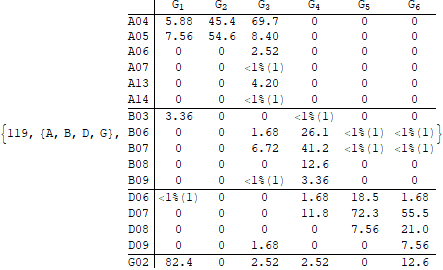 G₁ G₂ G₃ G₄ G₅ G₆
A04 5.88 45.4 69.7 0 0 0
A05 7.56 54.6 8.40 0 0 0
A06 0 0 2.52 0 0 0
A07 0 0 <1%(1) 0 0 0
A13 0 0 4.20 0 0 0
A14 0 0 <1%(1) 0 0 0
B03 3.36 0 0 <1%(1) 0 0
{119, {A, B, D, G}, B06 0 0 1.68 26.1 <1%(1) <1%(1)}
B07 0 0 6.72 41.2 <1%(1) <1%(1)
B08 0 0 0 12.6 0 0
B09 0 0 <1%(1) 3.36 0 0
D06 <1%(1) 0 0 1.68 18.5 1.68
D07 0 0 0 11.8 72.3 55.5
D08 0 0 0 0 7.56 21.0
D09 0 0 1.68 0 0 7.56
G02 82.4 0 2.52 2.52 0 12.6